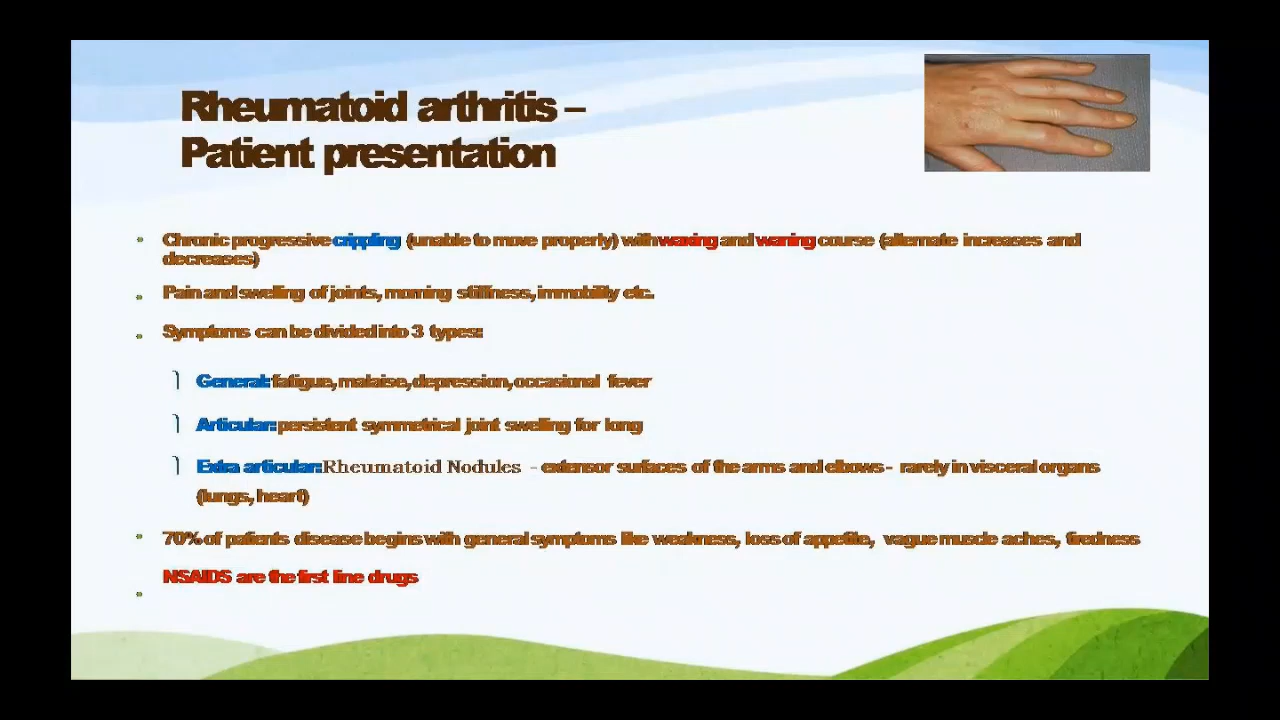 Rheumatoid arthritis –
Patient presentation
• Chronic progressive crippling (unable to move properly) with waxing and waning course (alternate increases and
decreases)
• Pain and swelling of joints, morning stiffness, immobility etc.
• Symptoms can be divided into 3 types:
General: fatigue, malaise, depression, occasional fever
Articular: persistent symmetrical joint swelling for long
Extra articular: Rheumatoid Nodules - extensor surfaces of the arms and elbows - rarely in visceral organs
(lungs, heart)
• 70% of patients disease begins with general symptoms like weakness, loss of appetite, vague muscle aches, tiredness
• NSAIDS are the first line drugs